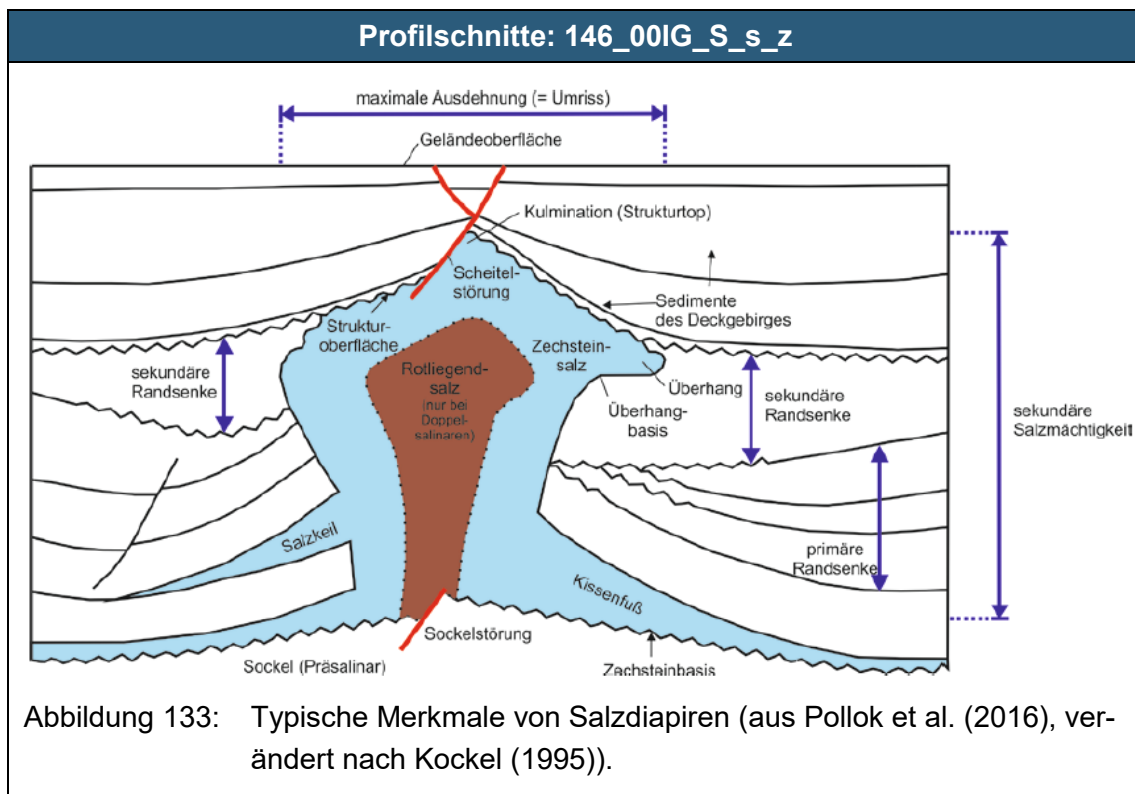 Profilschnitte: 146_00IG_S_s_z
maximale Ausdehnung (= Umriss)
Geländeoberfläche
Kulmination (Strukturtop)
Scheitel-
störung
Sedimente
des Deckgebirges
Struktur-
oberfläche
Zechstein-
salz
sekundäre
Randsenke
Rotliegend-
salz
(nur bei
Doppel-
salinaren)
Überhang
Überhang-
basis
sekundäre
Randsenke
sekundäre
Salzmächtigkeit
Salzkeil
primäre
Randsenke
Kissenfuß
Sockelstörung
Sockel (Präsalinar)
Zechsteinbasis
Abbildung 133: Typische Merkmale von Salzdiapiren (aus Pollok et al. (2016), ver-
ändert nach Kockel (1995)).